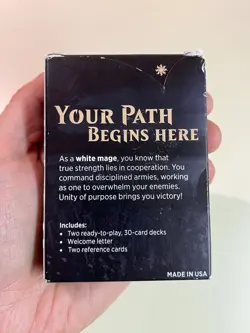 YOUR PATH
BEGINS HERE
As a white mage, you know that
true strength lies in cooperation. You
command disciplined armies, working
as one to overwhelm your enemies.
Unity of purpose brings you victory!
Includes:
• Two ready-to-play, 30-card decks
• Welcome letter
• Two reference cards
MADE IN USA